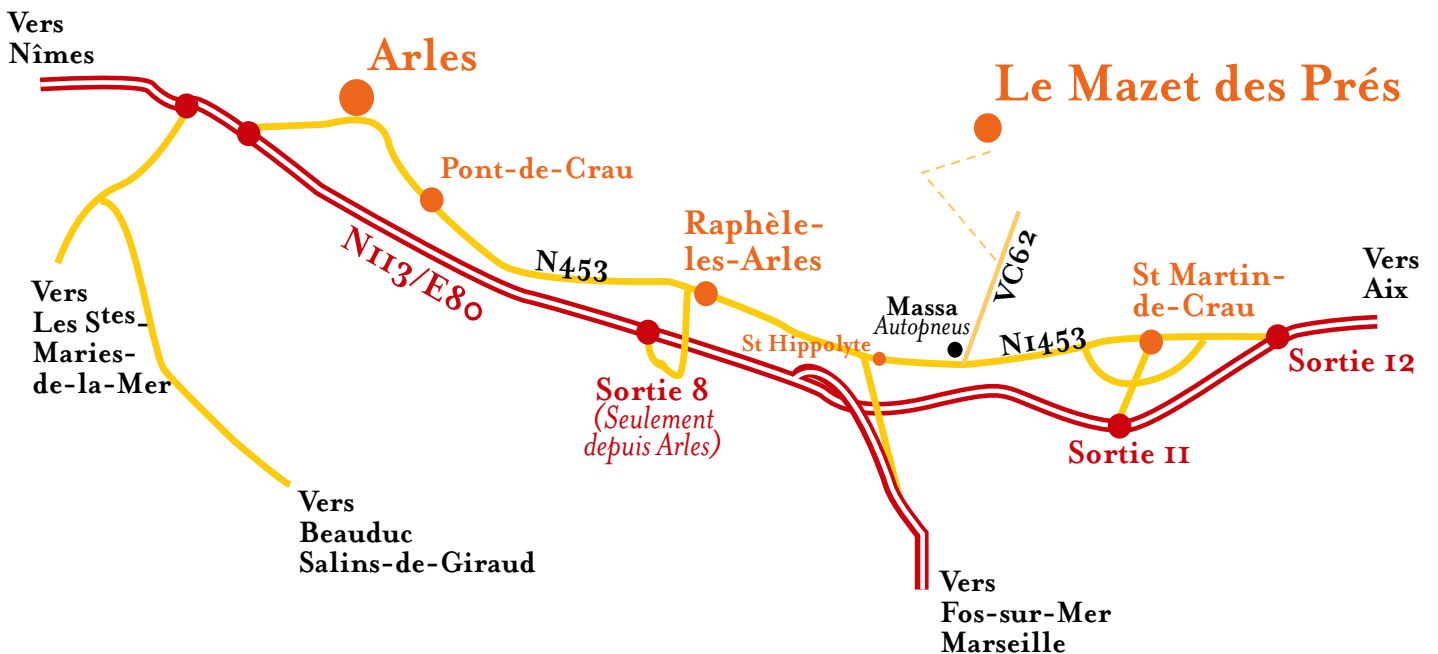 Vers
Nîmes
Arles
Le Mazet des Prés
Pont-de-Crau
N113/E80
N453
Raphèle-
les-Arles
VC62
St Martin-
de-Crau
Vers
Aix
Vers
Les Stes-
Maries-
de-la-Mer
Massa
Autopneus
St Hippolyte
N1453
Sortie 12
Sortie 8
(Seulement
depuis Arles)
Sortie 11
Vers
Beauduc
Salins-de-Giraud
Vers
Fos-sur-Mer
Marseille